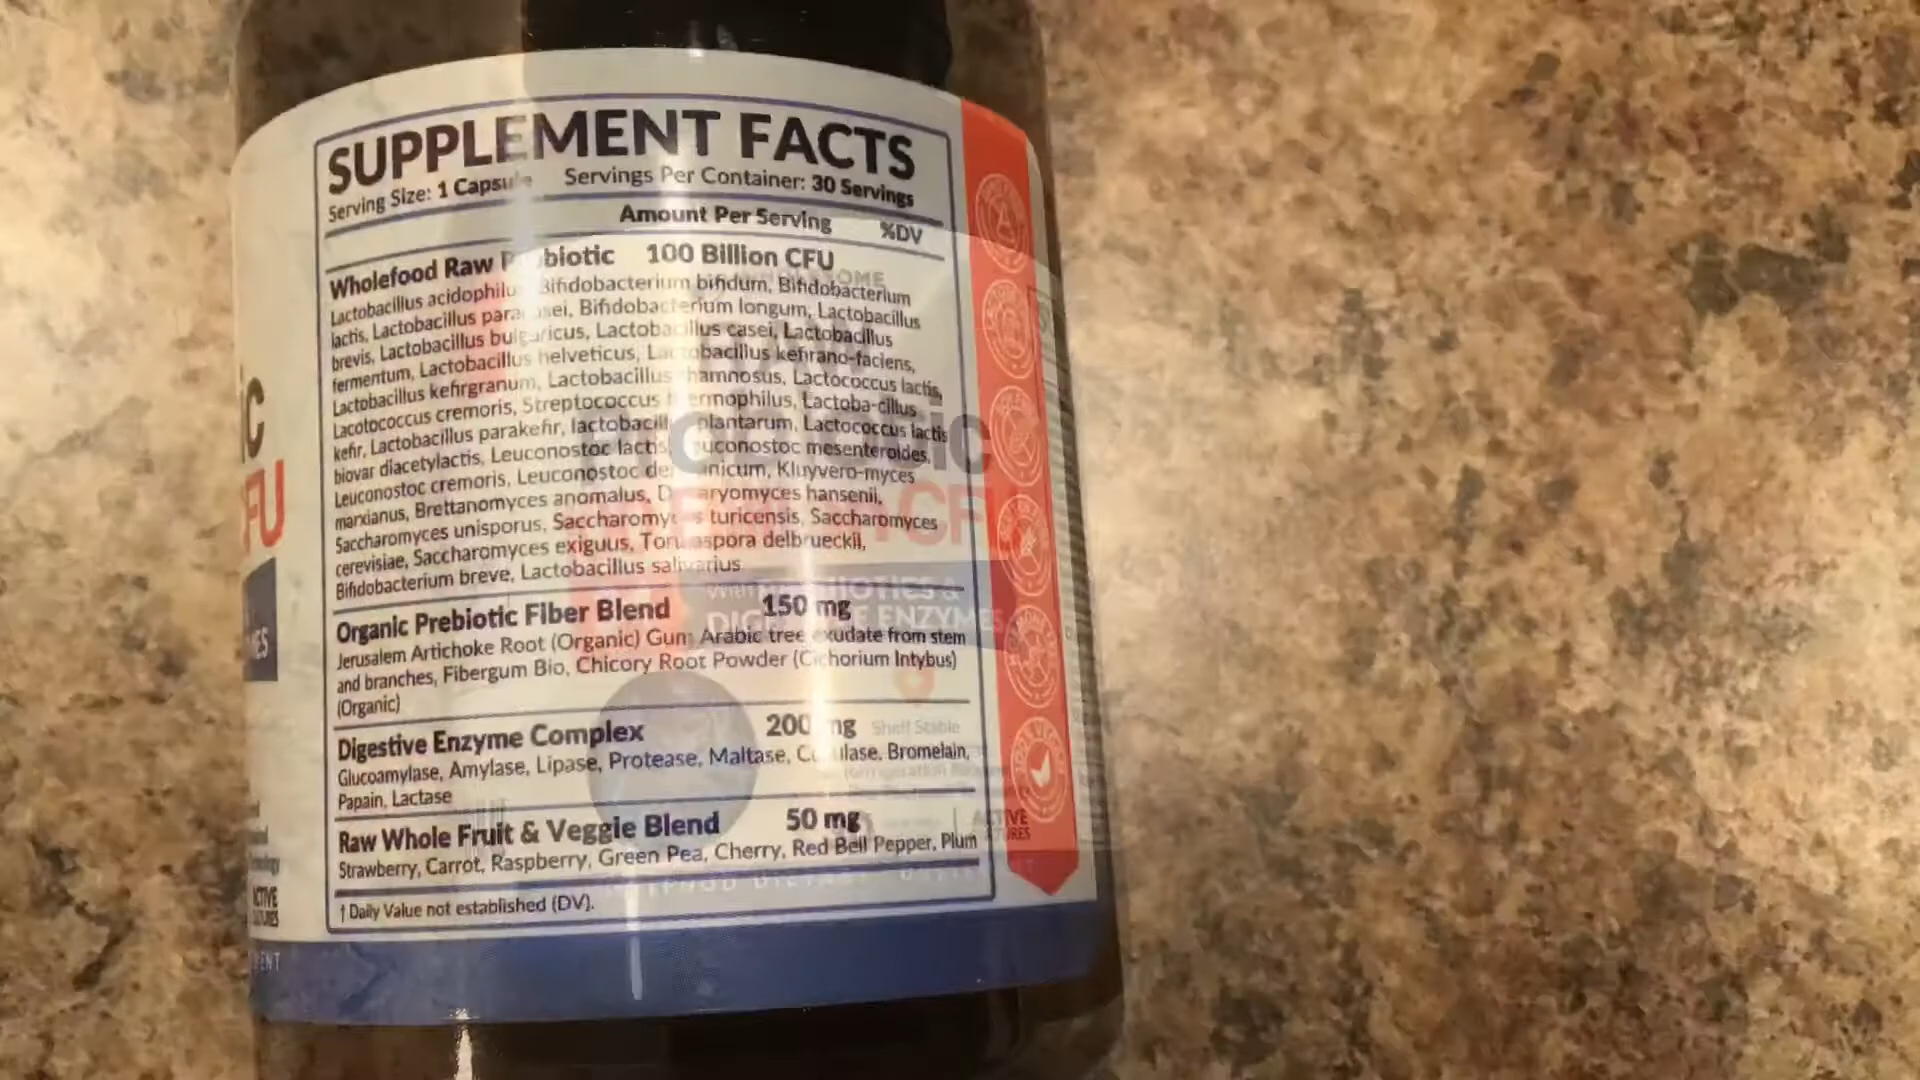 SUPPLEMENT FACTS
Serving Size: 1 Capsule Servings Per Container: 30 Servings
Amount Per Serving %DV
Wholefood Raw Probiotic 100 Billion CFU
Lactobacillus acidophilus Bifidobacterium bifidum, Bifidobacterium
lactis, Lactobacillus paracasei, Bifidobacterium longum, Lactobacillus
brevis, Lactobacillus bulgaricus, Lactobacillus casei, Lactobacillus
fermentum, Lactobacillus helveticus, Lactobacillus kefirano-faciens,
Lactobacillus kefirgranum, Lactobacillus rhamnosus, Lactococcus lactis,
Lacotococcus cremoris, Streptococcus thermophilus, Lactoba-cillus
kefir, Lactobacillus parakefir, lactobacillus plantarum, Lactococcus lactis
biovar diacetylactis, Leuconostoc lactis, Leuconostoc mesenteroides,
Leuconostoc cremoris, Leuconostoc dextranicum, Kluyvero-myces
marxianus, Brettanomyces anomalus, Debaryomyces hansenii,
Saccharomyces unisporus, Saccharomyces turicensis, Saccharomyces
cerevisiae, Saccharomyces exiguus, Torulaspora delbrueckii,
Bifidobacterium breve, Lactobacillus salivarius
Organic Prebiotic Fiber Blend 150 mg
Jerusalem Artichoke Root (Organic) Gum Arabic tree exudate from stem
and branches, Fibergum Bio, Chicory Root Powder (Cichorium Intybus)
(Organic)
Digestive Enzyme Complex 200 mg
Glucoamylase, Amylase, Lipase, Protease, Maltase, Cellulase, Bromelain,
Papain, Lactase
Raw Whole Fruit & Veggie Blend 50 mg
Strawberry, Carrot, Raspberry, Green Pea, Cherry, Red Bell Pepper, Plum
† Daily Value not established (DV).
CFU
DIGESTIVE ENZYMES
Shelf Stable
ACTIVE